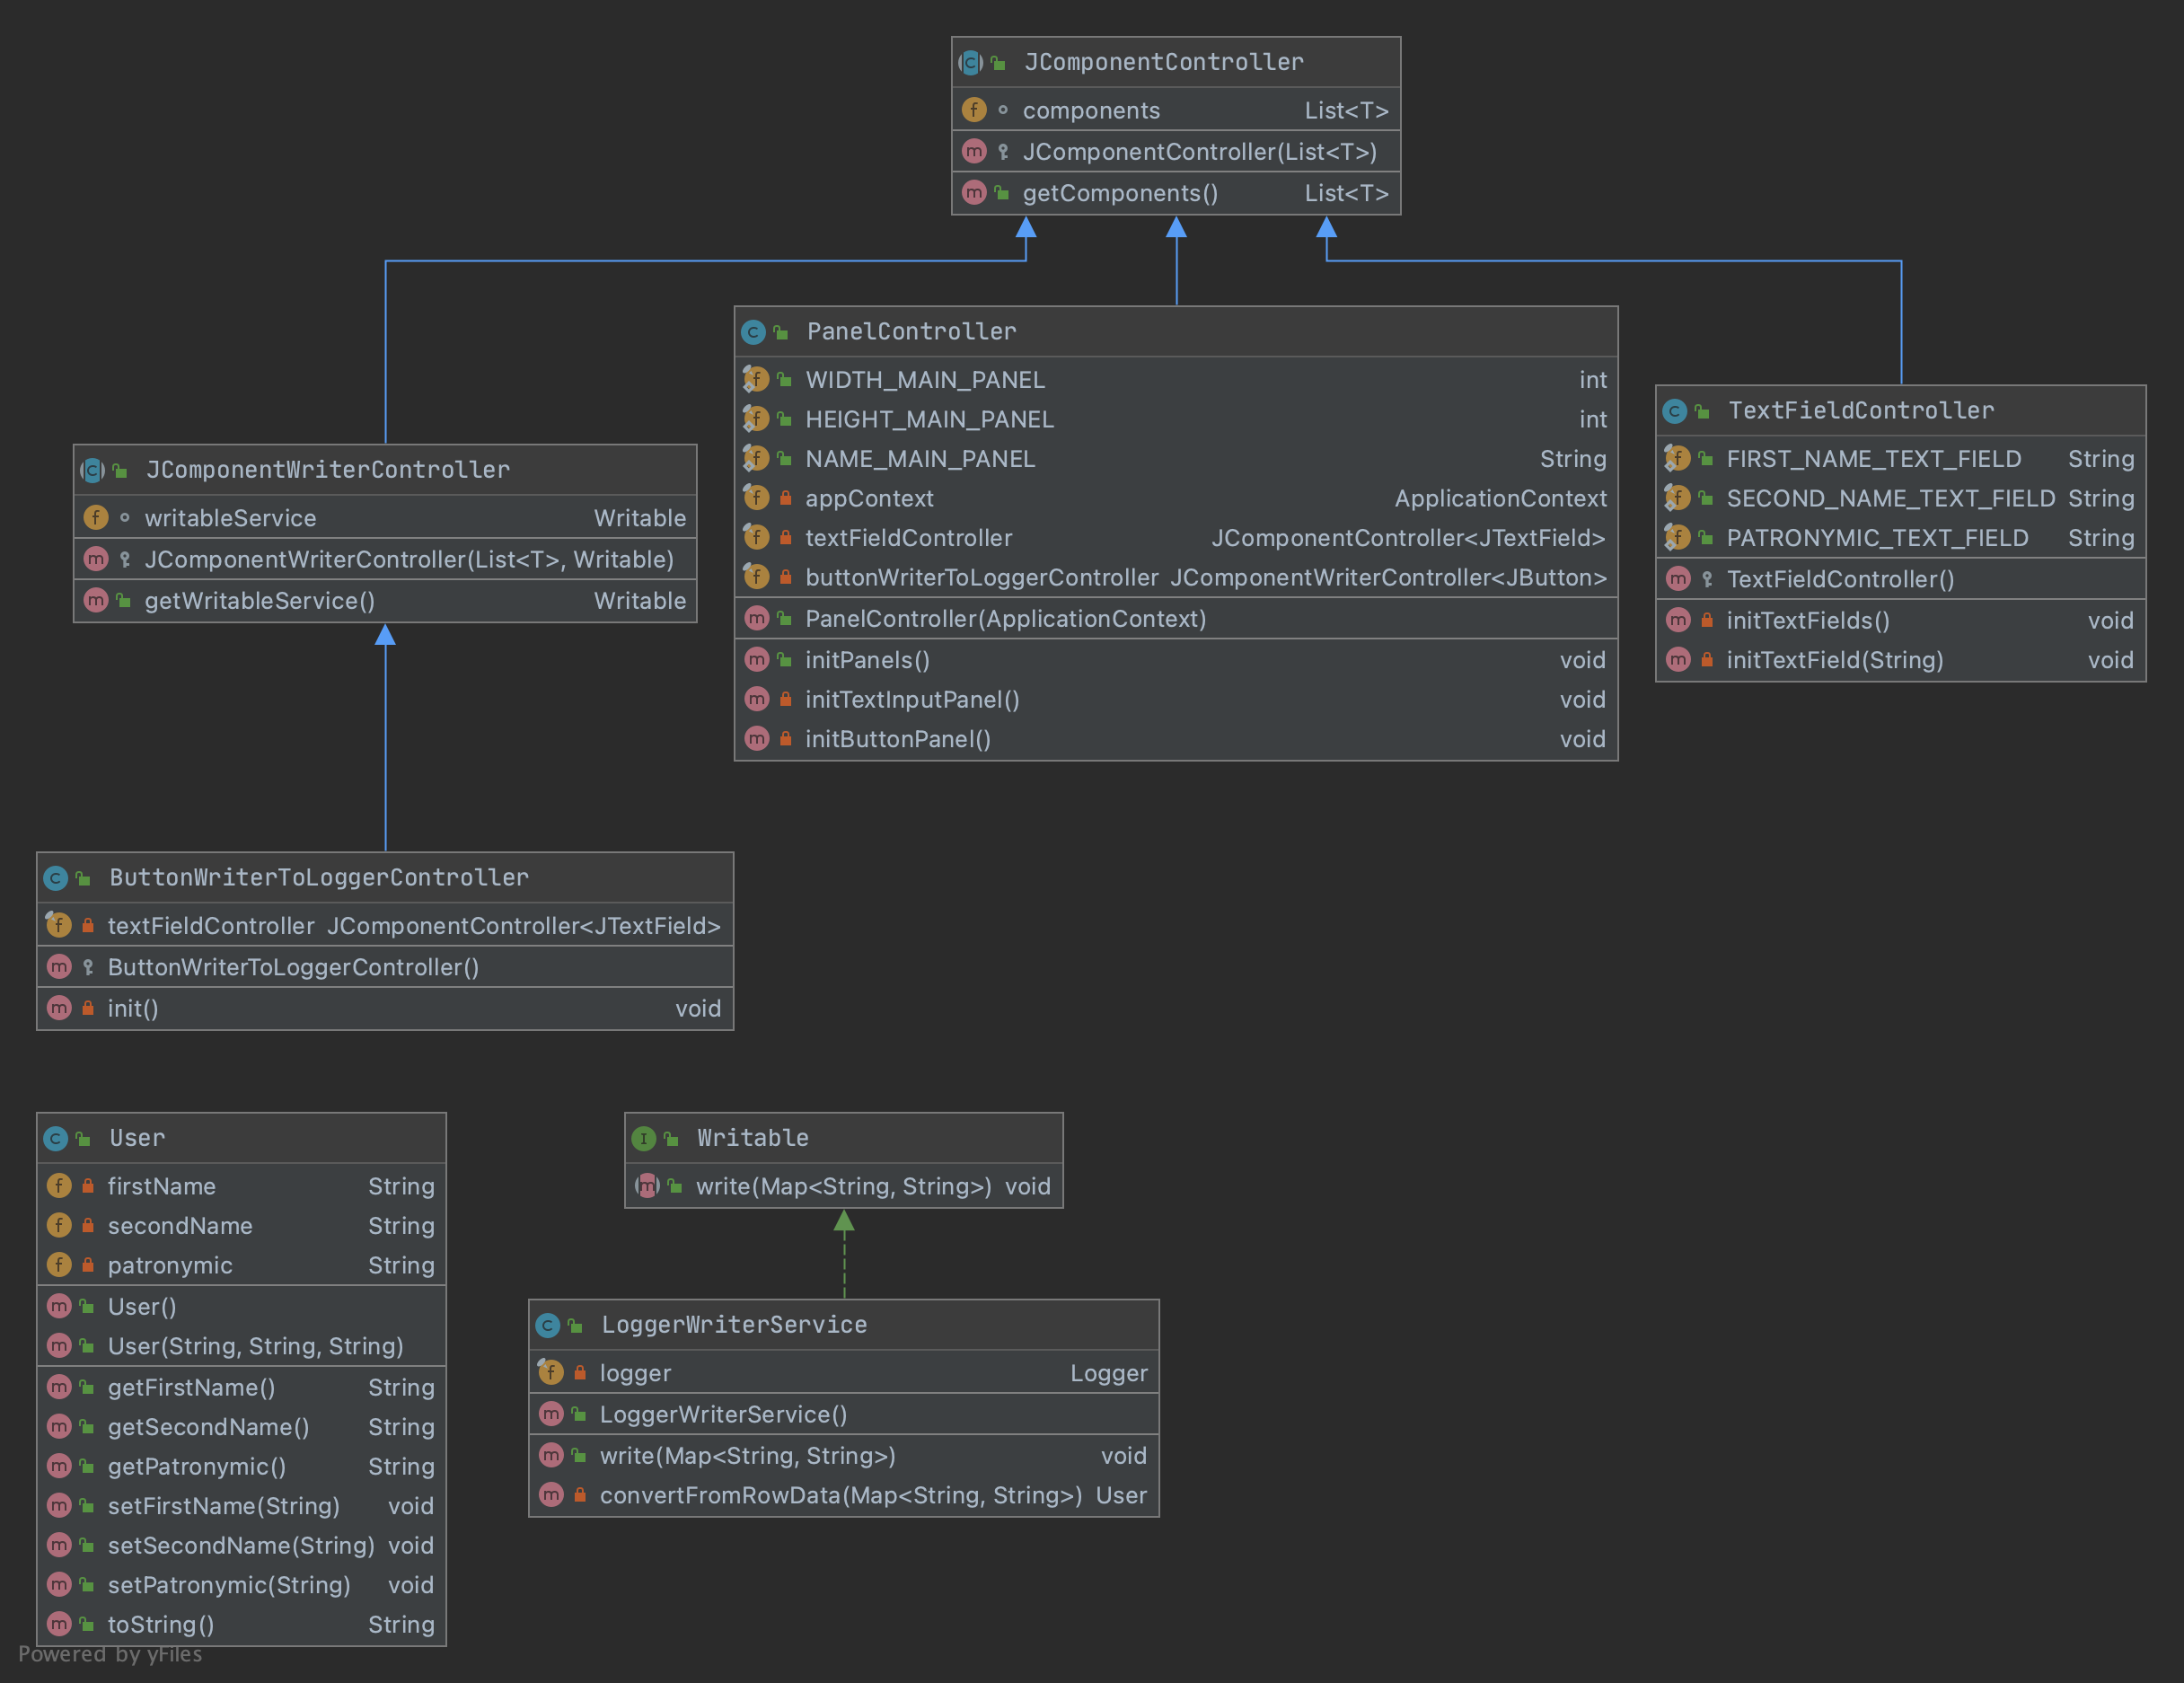 JComponentController
components List<T>
JComponentController(List<T>)
getComponents() List<T>
PanelController
WIDTH_MAIN_PANEL int
HEIGHT_MAIN_PANEL int
NAME_MAIN_PANEL String
appContext ApplicationContext
textFieldController JComponentController<JTextField>
buttonWriterToLoggerController JComponentWriterController<JButton>
PanelController(ApplicationContext)
initPanels() void
initTextInputPanel() void
initButtonPanel() void
TextFieldController
FIRST_NAME_TEXT_FIELD String
SECOND_NAME_TEXT_FIELD String
PATRONYMIC_TEXT_FIELD String
TextFieldController()
initTextFields() void
initTextField(String) void
JComponentWriterController
writableService Writable
JComponentWriterController(List<T>, Writable)
getWritableService() Writable
ButtonWriterToLoggerController
textFieldController JComponentController<JTextField>
ButtonWriterToLoggerController()
init() void
User
firstName String
secondName String
patronymic String
User()
User(String, String, String)
getFirstName() String
getSecondName() String
getPatronymic() String
setFirstName(String) void
setSecondName(String) void
setPatronymic(String) void
toString() String
Writable
write(Map<String, String>) void
LoggerWriterService
logger Logger
LoggerWriterService()
write(Map<String, String>) void
convertFromRowData(Map<String, String>) User
Powered by yFiles